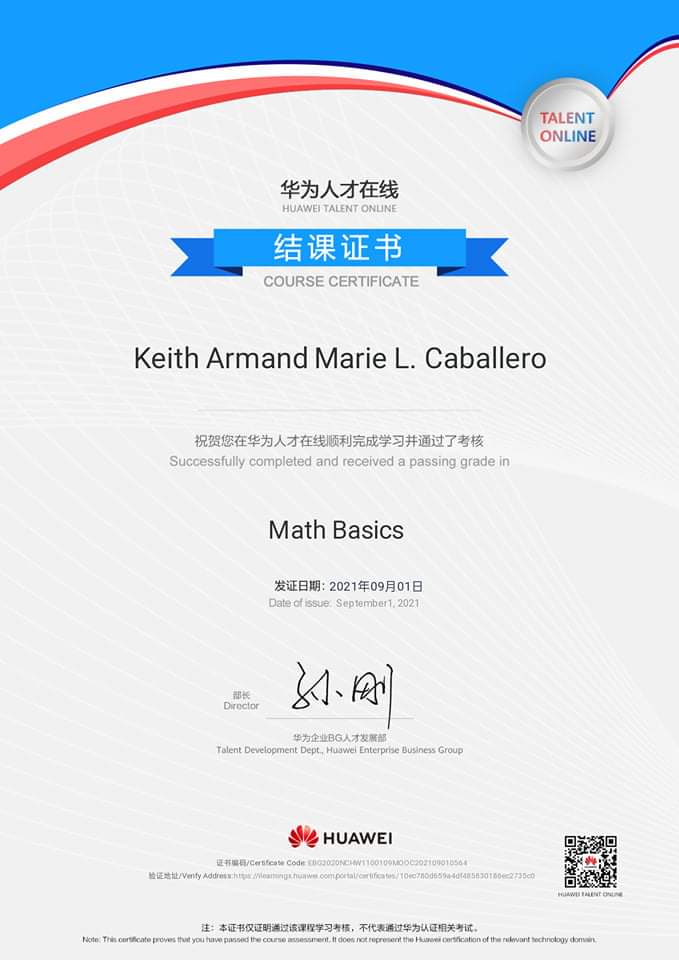 TALENT
ONLINE
华为人才在线
HUAWEI TALENT ONLINE
结课证书
COURSE CERTIFICATE
Keith Armand Marie L. Caballero
祝贺您在华为人才在线顺利完成学习并通过了考核
Successfully completed and received a passing grade in
Math Basics
发证日期: 2021年09月01日
Date of issue: September1, 2021
部长
Director
孙刚
华为企业BG人才发展部
Talent Development Dept., Huawei Enterprise Business Group
HUAWEI
证书编码/Certificate Code: EBG2020NCHW1100109MOOC202109010564
验证地址/Verify Address:https://ilearningx.huawei.com/portal/certificates/10ec780d659a4df485830186ec2735c0
HUAWEI TALENT ONLINE
注：本证书仅证明通过该课程学习考核，不代表通过华为认证相关考试。
Note: This certificate proves that you have passed the course assessment. It does not represent the Huawei certification of the relevant technology domain.